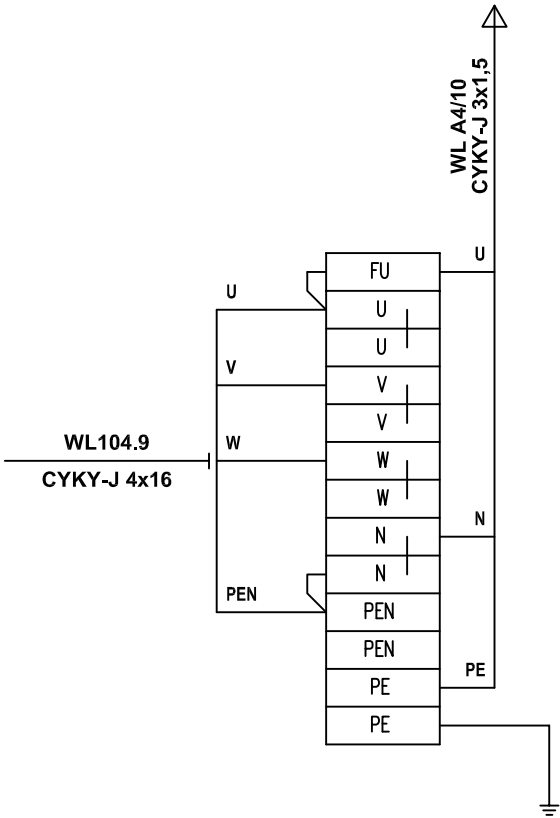 WL A4/10
CYKY-J 3x1,5
U
FU
U
U
U
V
V
V
WL104.9
W
W
CYKY-J 4x16
W
N
N
N
PEN
PEN
PEN
PE
PE
PE